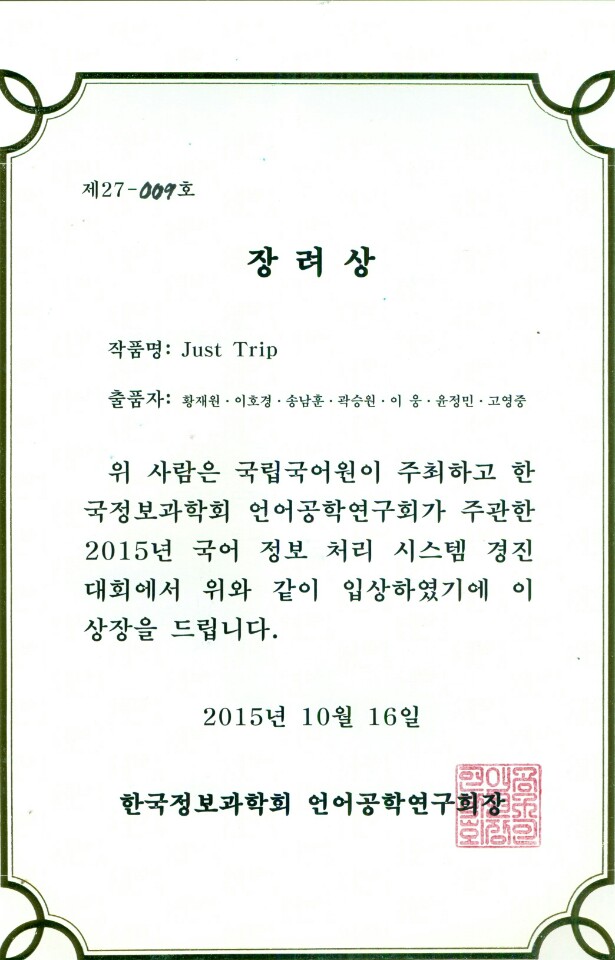 제27-009호
장 려 상
작품명: Just Trip
출품자: 황재원·이호경·송남훈·곽승원·이 웅·윤정민·고영중
위 사람은 국립국어원이 주최하고 한
국정보과학회 언어공학연구회가 주관한
2015년 국어 정보 처리 시스템 경진
대회에서 위와 같이 입상하였기에 이
상장을 드립니다.
2015년 10월 16일
한국정보과학회 언어공학연구회장